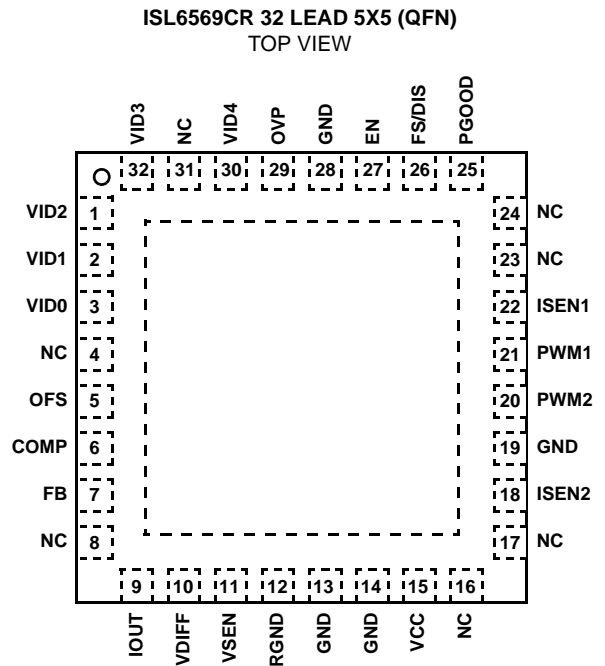 ISL6569CR 32 LEAD 5X5 (QFN)
TOP VIEW
VID3 NC VID4 OVP GND EN FS/DIS PGOOD
32 31 30 29 28 27 26 25
VID2 1 24 NC
VID1 2 23 NC
VID0 3 22 ISEN1
NC 4 21 PWM1
OFS 5 20 PWM2
COMP 6 19 GND
FB 7 18 ISEN2
NC 8 17 NC
9 10 11 12 13 14 15 16
IOUT VDIFF VSEN RGND GND GND VCC NC